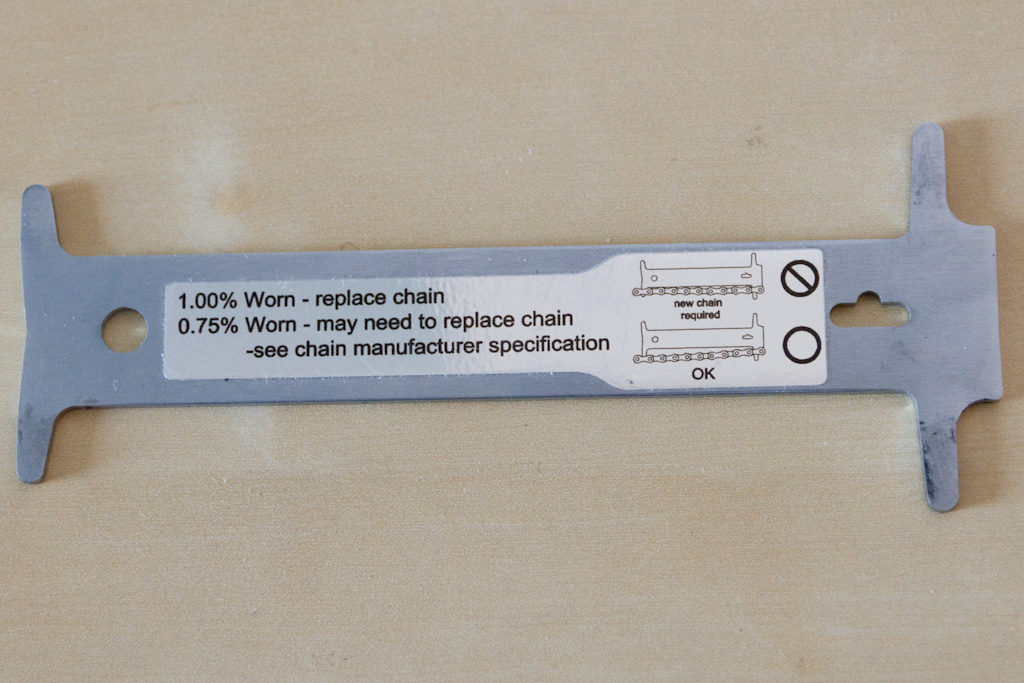 1.00% Worn - replace chain
0.75% Worn - may need to replace chain
-see chain manufacturer specification
new chain
required
OK